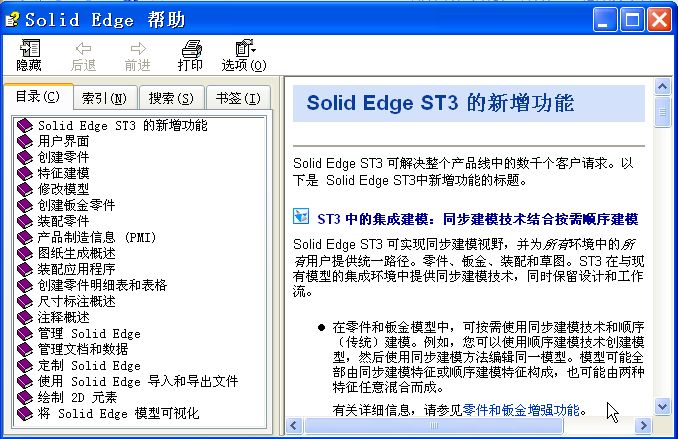 Solid Edge 帮助
隐藏 后退 前进 打印 选项(O)
目录(C) 索引(N) 搜索(S) 书签(I)
Solid Edge ST3 的新增功能
用户界面
创建零件
特征建模
修改模型
创建钣金零件
装配零件
产品制造信息 (PMI)
图纸生成概述
装配应用程序
创建零件明细表和表格
尺寸标注概述
注释概述
管理 Solid Edge
管理文档和数据
定制 Solid Edge
使用 Solid Edge 导入和导出文件
绘制 2D 元素
将 Solid Edge 模型可视化
Solid Edge ST3 的新增功能
Solid Edge ST3 可解决整个产品线中的数千个客户请求。以
下是 Solid Edge ST3中新增功能的标题。
ST3 中的集成建模：同步建模技术结合按需顺序建模
Solid Edge ST3 可实现同步建模视野，并为所有环境中的所
有用户提供统一路径。零件、钣金、装配和草图。ST3 在与现
有模型的集成环境中提供同步建模技术，同时保留设计和工作
流。
● 在零件和钣金模型中，可按需使用同步建模技术和顺序
（传统）建模。例如，您可以使用顺序建模技术创建模
型，然后使用同步建模方法编辑同一模型。模型可能全
部由同步建模特征或顺序建模特征构成，也可能由两种
特征任意混合而成。
有关详细信息，请参见零件和钣金增强功能。